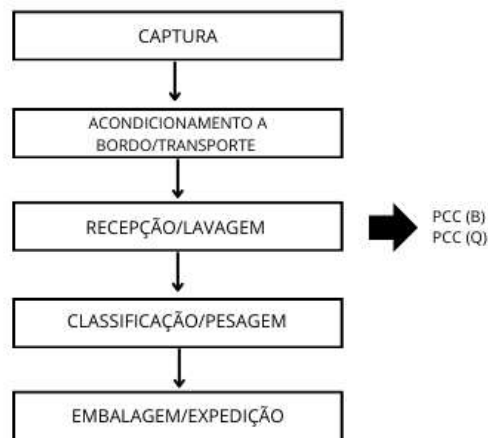 CAPTURA
ACONDICIONAMENTO A
BORDO/TRANSPORTE
RECEPÇÃO/LAVAGEM
PCC (B)
PCC (Q)
CLASSIFICAÇÃO/PESAGEM
EMBALAGEM/EXPEDIÇÃO